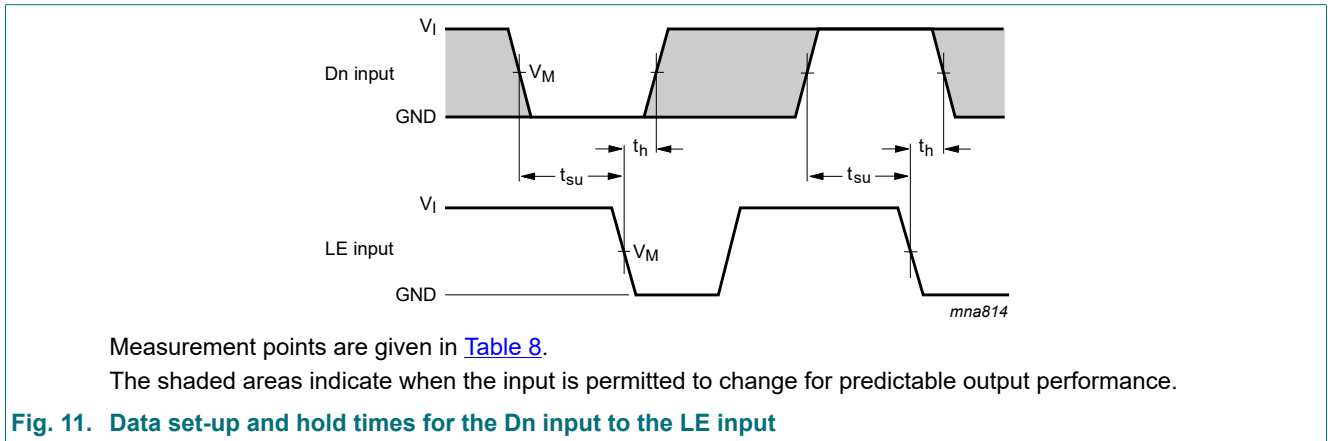 VI
Dn input
VM
GND
th
th
tsu
tsu
VI
LE input
VM
GND
mna814
Measurement points are given in Table 8.
The shaded areas indicate when the input is permitted to change for predictable output performance.
Fig. 11. Data set-up and hold times for the Dn input to the LE input